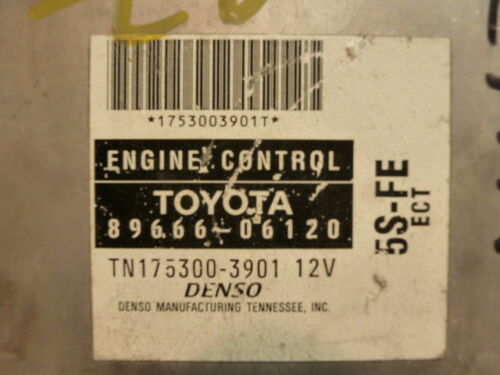 *1753003901T*
ENGINE CONTROL
TOYOTA
89666-06120
TN175300-3901 12V
DENSO
DENSO MANUFACTURING TENNESSEE, INC.
5S-FE
ECT